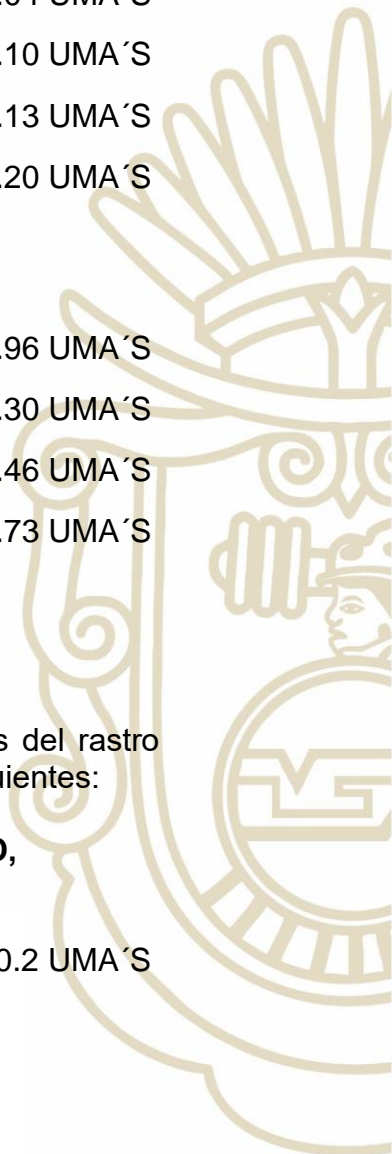 .10 UMA´S
.13 UMA´S
.20 UMA´S
.96 UMA´S
.30 UMA´S
.46 UMA´S
.73 UMA´S
s del rastro
uientes:
O,
0.2 UMA´S